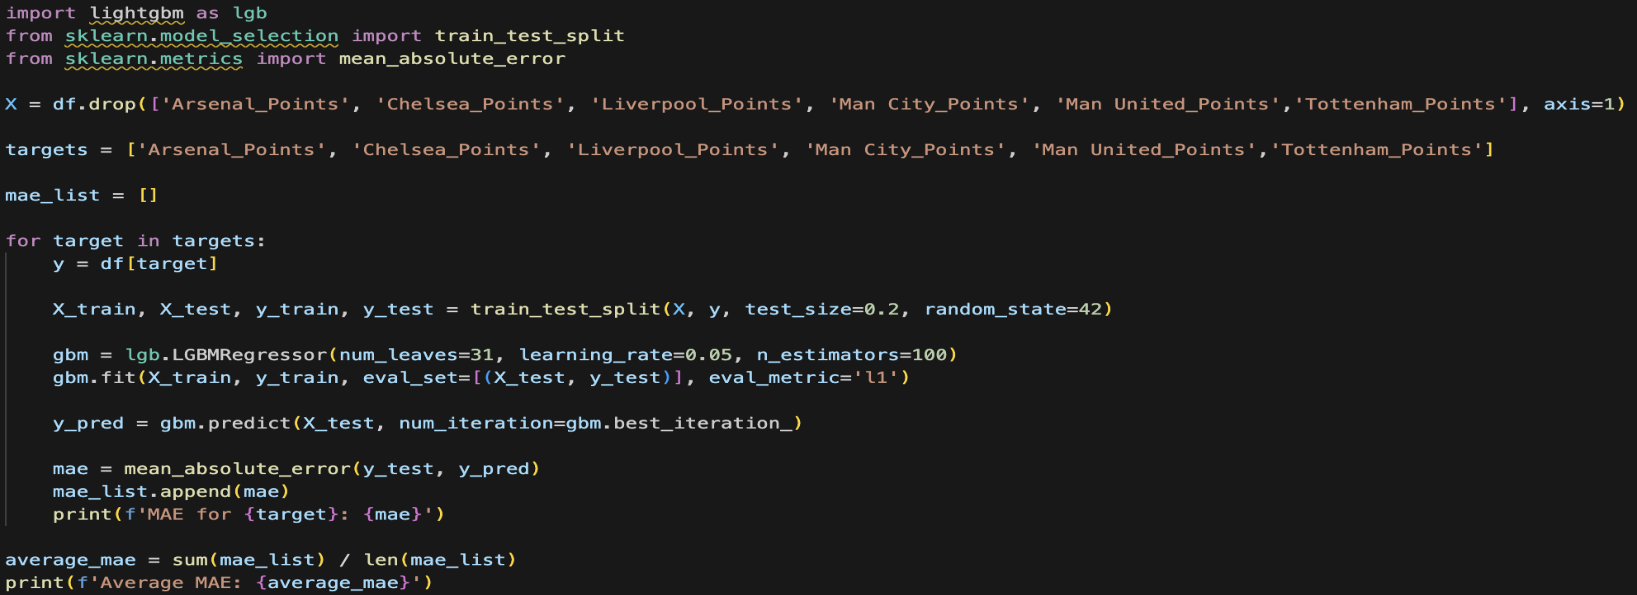 import lightgbm as lgb
from sklearn.model_selection import train_test_split
from sklearn.metrics import mean_absolute_error
X = df.drop(['Arsenal_Points', 'Chelsea_Points', 'Liverpool_Points', 'Man City_Points', 'Man United_Points','Tottenham_Points'], axis=1)
targets = ['Arsenal_Points', 'Chelsea_Points', 'Liverpool_Points', 'Man City_Points', 'Man United_Points','Tottenham_Points']
mae_list = []
for target in targets:
    y = df[target]
    X_train, X_test, y_train, y_test = train_test_split(X, y, test_size=0.2, random_state=42)
    gbm = lgb.LGBMRegressor(num_leaves=31, learning_rate=0.05, n_estimators=100)
    gbm.fit(X_train, y_train, eval_set=[(X_test, y_test)], eval_metric='l1')
    y_pred = gbm.predict(X_test, num_iteration=gbm.best_iteration_)
    mae = mean_absolute_error(y_test, y_pred)
    mae_list.append(mae)
    print(f'MAE for {target}: {mae}')
average_mae = sum(mae_list) / len(mae_list)
print(f'Average MAE: {average_mae}')